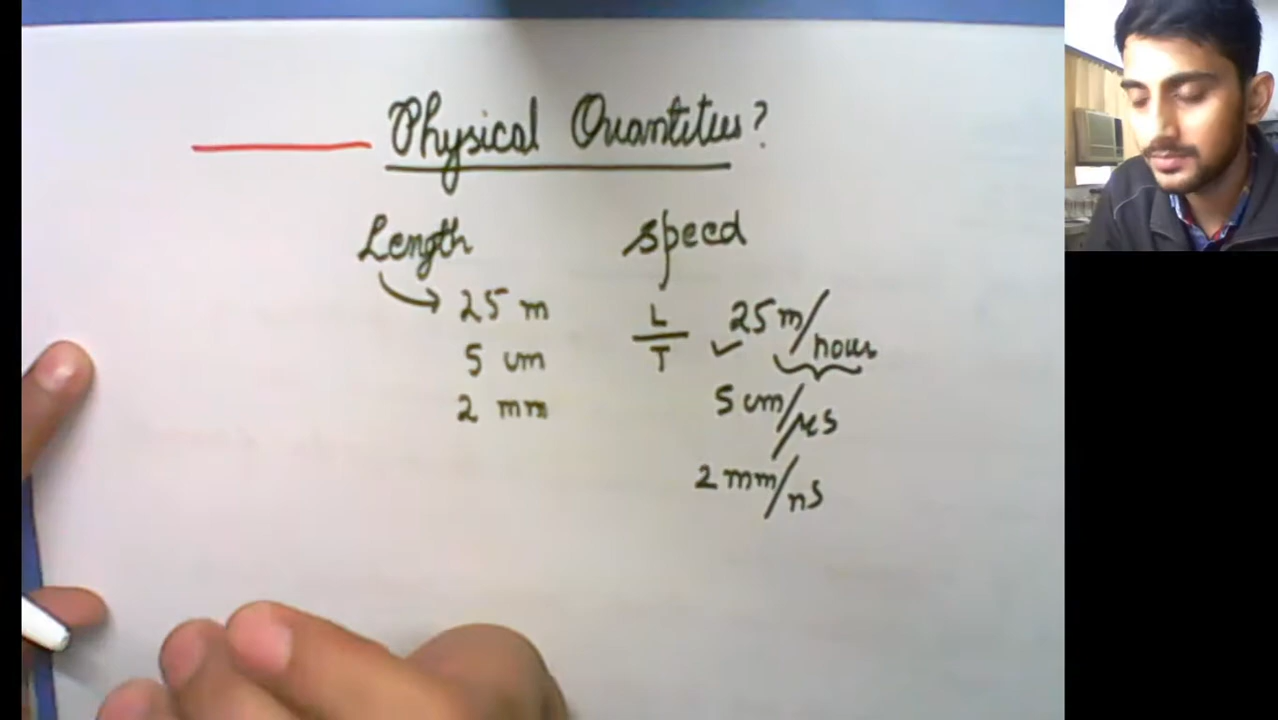 Physical Quantities?
Length
25 m
5 cm
2 mm
speed
L/T
25 m/hour
5 cm/μs
2 mm/ns